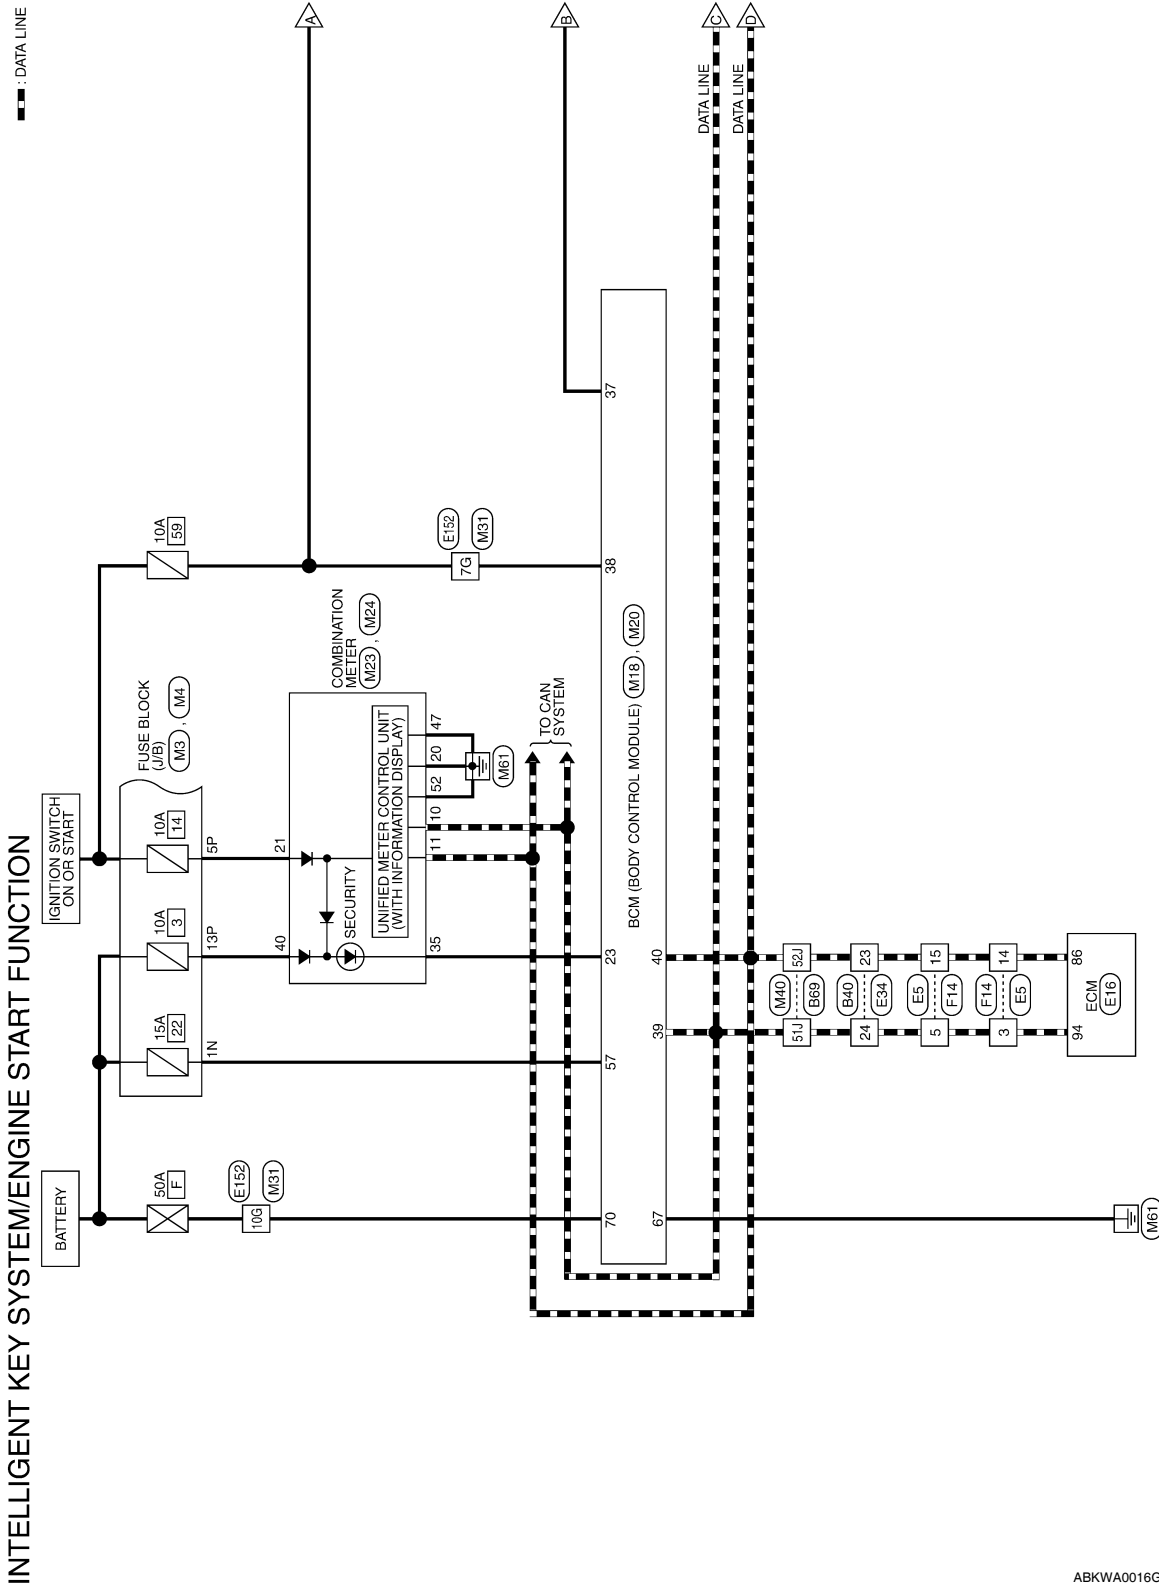 INTELLIGENT KEY SYSTEM/ENGINE START FUNCTION
: DATA LINE
BATTERY
IGNITION SWITCH
ON OR START
50A
F
15A
22
10A
3
10A
14
10A
59
FUSE BLOCK
(J/B)
M3 , M4
1N
13P
5P
E152
10G
M31
40
21
SECURITY
COMBINATION
METER
M23 , M24
UNIFIED METER CONTROL UNIT
(WITH INFORMATION DISPLAY)
35
11
10
52
20
47
M61
E152
7G
M31
A
B
C
D
TO CAN
SYSTEM
DATA LINE
DATA LINE
70
57
23
38
37
BCM (BODY CONTROL MODULE) M18 , M20
67
39
40
51J
M40
B69
52J
24
B40
E34
23
5
E5
F14
15
3
F14
E5
14
94
86
ECM
E16
M61
ABKWA0016G